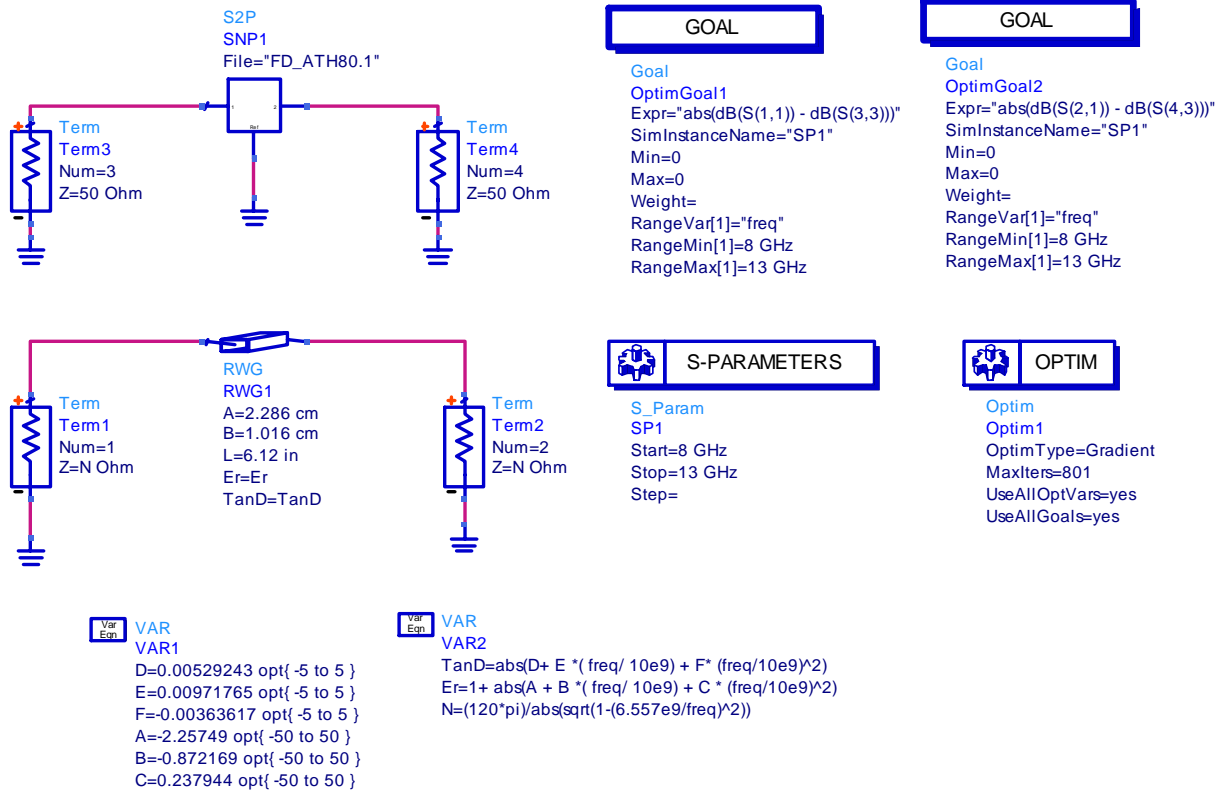 S2P
SNP1
File="FD_ATH80.1"
1
2
Ref
Term
Term3
Num=3
Z=50 Ohm
Term
Term4
Num=4
Z=50 Ohm
GOAL
Goal
OptimGoal1
Expr="abs(dB(S(1,1)) - dB(S(3,3)))"
SimInstanceName="SP1"
Min=0
Max=0
Weight=
RangeVar[1]="freq"
RangeMin[1]=8 GHz
RangeMax[1]=13 GHz
GOAL
Goal
OptimGoal2
Expr="abs(dB(S(2,1)) - dB(S(4,3)))"
SimInstanceName="SP1"
Min=0
Max=0
Weight=
RangeVar[1]="freq"
RangeMin[1]=8 GHz
RangeMax[1]=13 GHz
Term
Term1
Num=1
Z=N Ohm
RWG
RWG1
A=2.286 cm
B=1.016 cm
L=6.12 in
Er=Er
TanD=TanD
Term
Term2
Num=2
Z=N Ohm
S-PARAMETERS
S_Param
SP1
Start=8 GHz
Stop=13 GHz
Step=
OPTIM
Optim
Optim1
OptimType=Gradient
MaxIters=801
UseAllOptVars=yes
UseAllGoals=yes
Var
Eqn
VAR
VAR1
D=0.00529243 opt{ -5 to 5 }
E=0.00971765 opt{ -5 to 5 }
F=-0.00363617 opt{ -5 to 5 }
A=-2.25749 opt{ -50 to 50 }
B=-0.872169 opt{ -50 to 50 }
C=0.237944 opt{ -50 to 50 }
Var
Eqn
VAR
VAR2
TanD=abs(D+ E *( freq/ 10e9) + F* (freq/10e9)^2)
Er=1+ abs(A + B *( freq/ 10e9) + C * (freq/10e9)^2)
N=(120*pi)/abs(sqrt(1-(6.557e9/freq)^2))